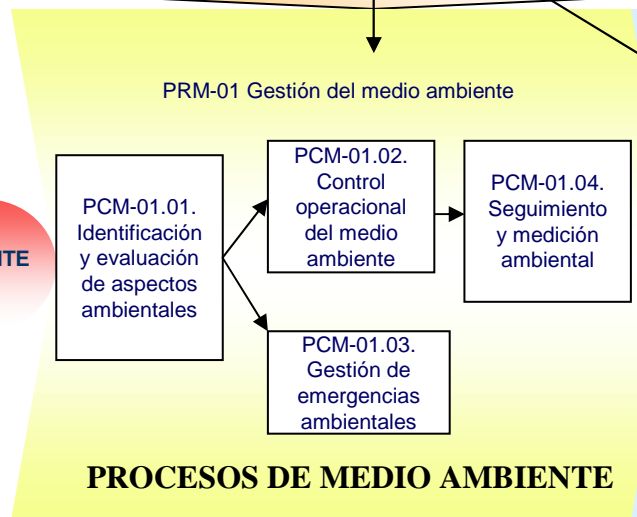 PRM-01 Gestión del medio ambiente
PCM-01.01.
Identificación
y evaluación
de aspectos
ambientales
PCM-01.02.
Control
operacional
del medio
ambiente
PCM-01.04.
Seguimiento
y medición
ambiental
PCM-01.03.
Gestión de
emergencias
ambientales
PROCESOS DE MEDIO AMBIENTE